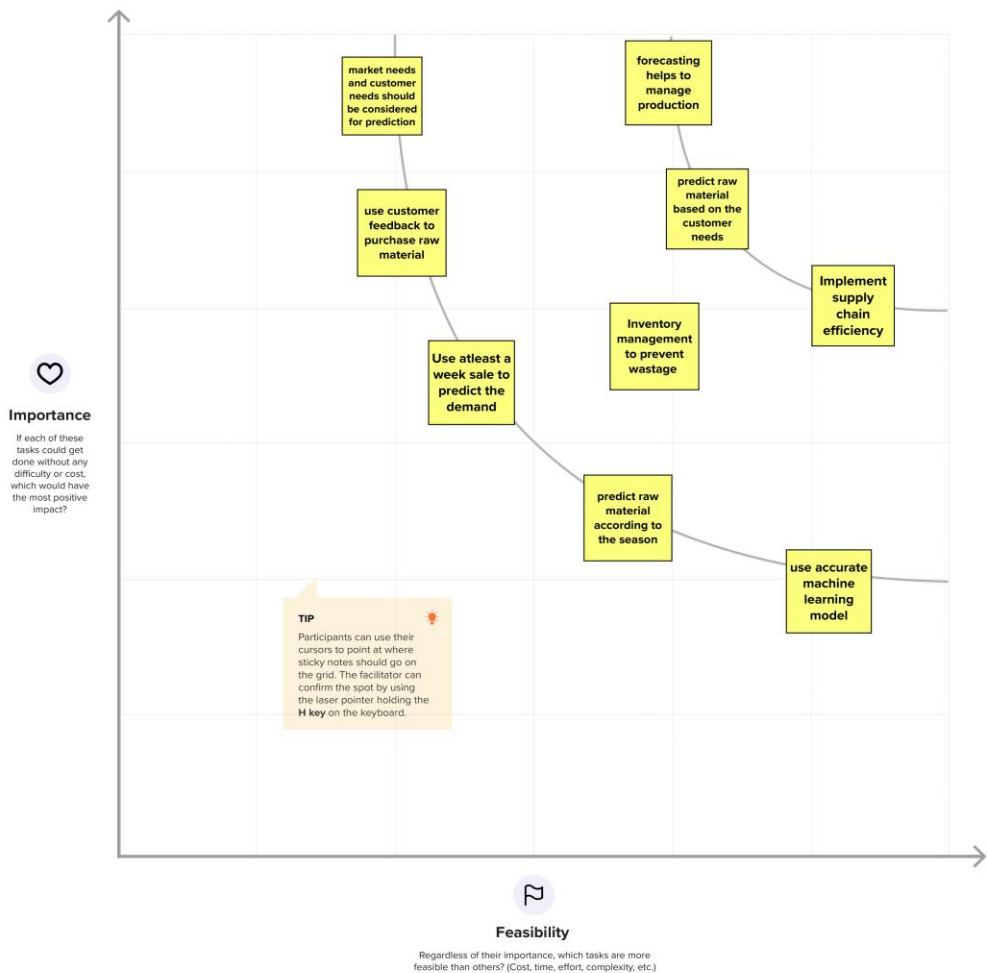 market needs
and customer
needs should
be considered
for prediction
forecasting
helps to
manage
production
use customer
feedback to
purchase raw
material
predict raw
material
based on the
customer
needs
Implement
supply
chain
efficiency
Inventory
management
to prevent
wastage
Use atleast a
week sale to
predict the
demand
Importance
If each of these
tasks could get
done without any
difficulty or cost,
which would have
the most positive
impact?
predict raw
material
according to
the season
use accurate
machine
learning
model
TIP
Participants can use their
cursors to point at where
sticky notes should go on
the grid. The facilitator can
confirm the spot by using
the laser pointer holding the
H key on the keyboard.
Feasibility
Regardless of their importance, which tasks are more
feasible than others? (Cost, time, effort, complexity, etc.)